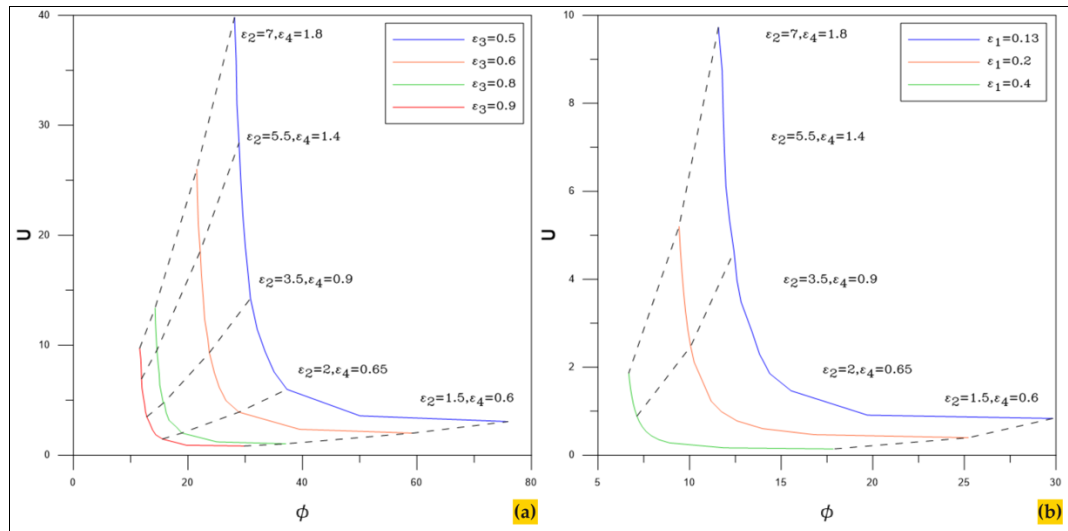 40
30
20
10
0
U
0
10
20
30
40
50
60
70
80
ϕ
ε₂=7,ε₄=1.8
ε₂=5.5,ε₄=1.4
ε₂=3.5,ε₄=0.9
ε₂=2,ε₄=0.65
ε₂=1.5,ε₄=0.6
ε₃=0.5
ε₃=0.6
ε₃=0.8
ε₃=0.9
(a)
10
8
6
4
2
0
U
5
10
15
20
25
30
ϕ
ε₂=7,ε₄=1.8
ε₂=5.5,ε₄=1.4
ε₂=3.5,ε₄=0.9
ε₂=2,ε₄=0.65
ε₂=1.5,ε₄=0.6
ε₁=0.13
ε₁=0.2
ε₁=0.4
(b)